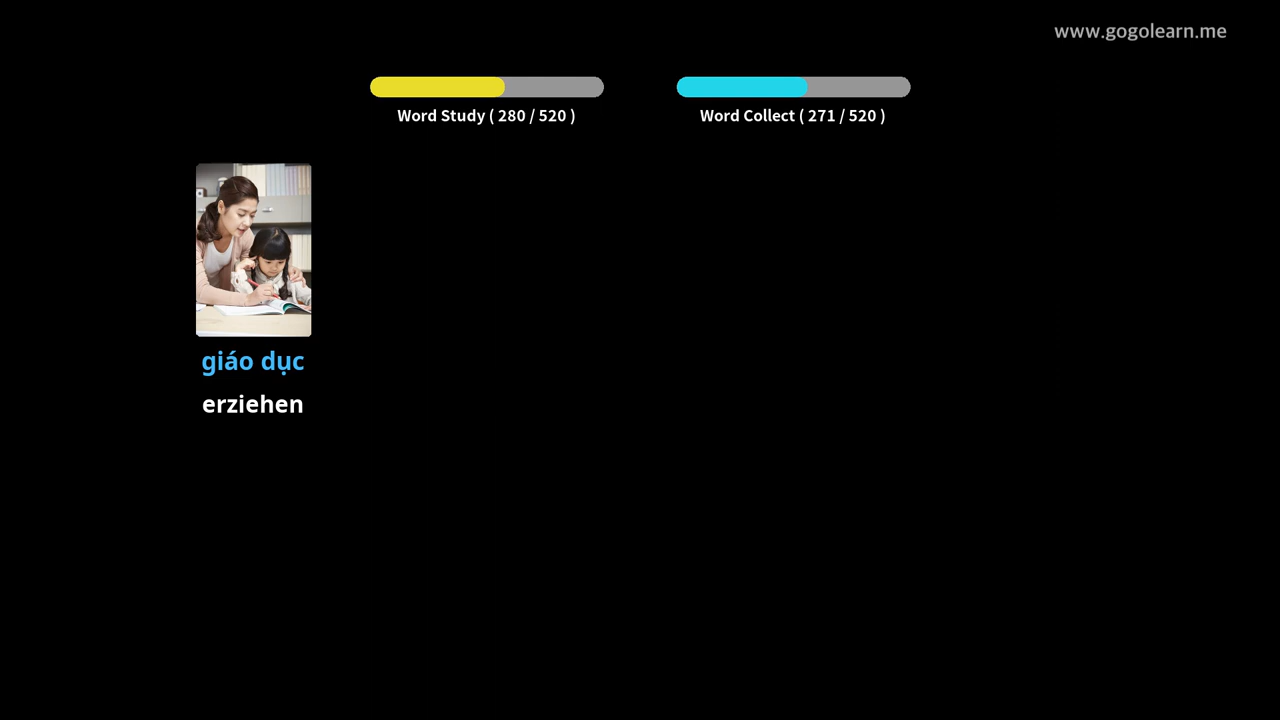 www.gogolearn.me
Word Study ( 280 / 520 )
Word Collect ( 271 / 520 )
giáo dục
erziehen